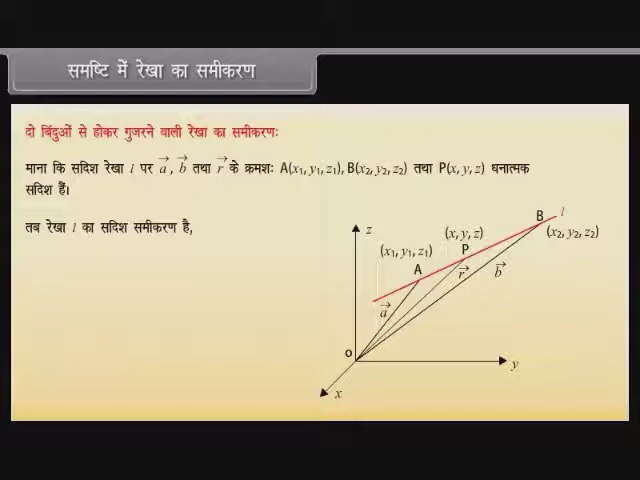 समष्टि में रेखा का समीकरण
दो बिंदुओं से होकर गुजरने वाली रेखा का समीकरणः
माना कि सदिश रेखा l पर a⃗, b⃗ तथा r⃗ के क्रमशः A(x₁, y₁, z₁), B(x₂, y₂, z₂) तथा P(x, y, z) धनात्मक
सदिश हैं।
तब रेखा l का सदिश समीकरण है,
B l
z (x, y, z) (x₂, y₂, z₂)
(x₁, y₁, z₁) P
A r⃗ b⃗
a⃗
O
y
x